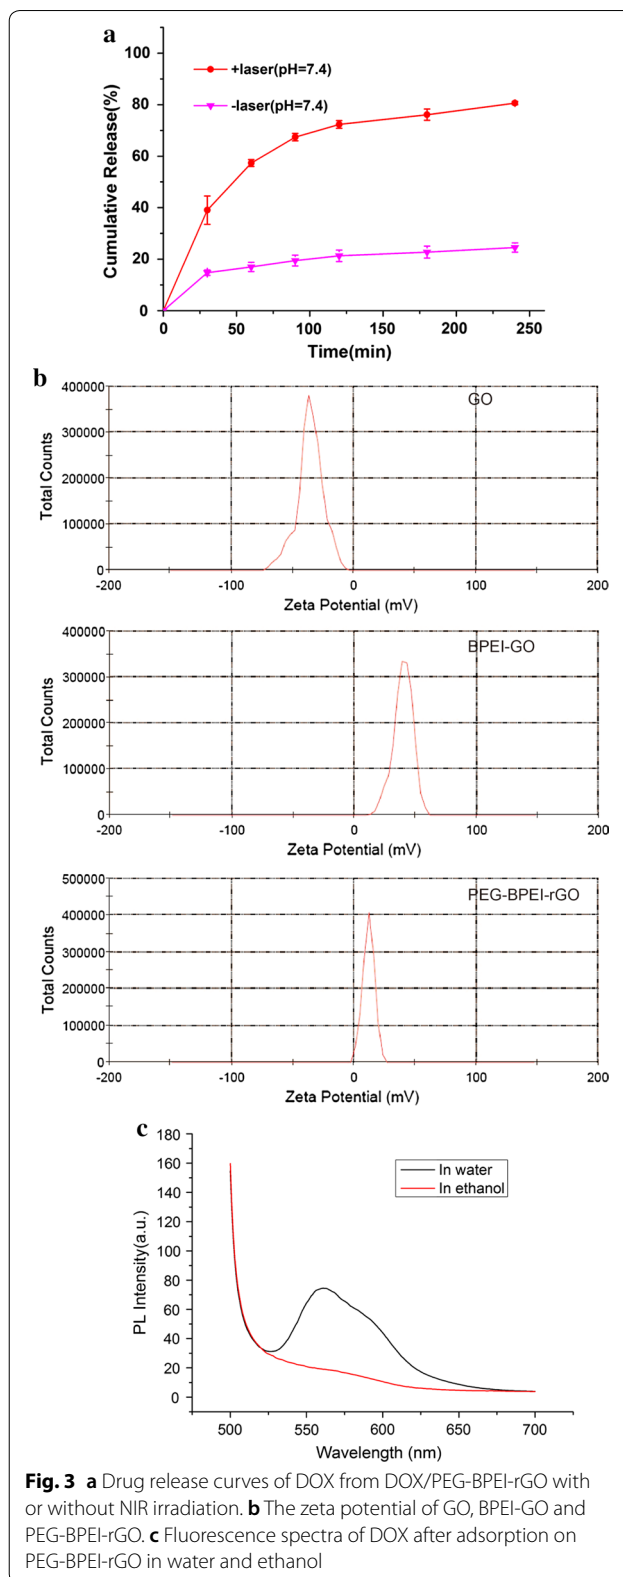 a
100
80
60
40
20
0
Cumulative Release(%)
+laser(pH=7.4)
-laser(pH=7.4)
0 50 100 150 200 250
Time(min)
b
400000
300000
200000
100000
0
Total Counts
GO
-200 -100 0 100 200
Zeta Potential (mV)
400000
300000
200000
100000
0
Total Counts
BPEI-GO
-200 -100 0 100 200
Zeta Potential (mV)
500000
400000
300000
200000
100000
0
Total Counts
PEG-BPEI-rGO
-200 -100 0 100 200
Zeta Potential (mV)
c
180
160
140
120
100
80
60
40
20
0
PL Intensity(a.u.)
In water
In ethanol
500 550 600 650 700
Wavelength (nm)
Fig. 3 a Drug release curves of DOX from DOX/PEG-BPEI-rGO with
or without NIR irradiation. b The zeta potential of GO, BPEI-GO and
PEG-BPEI-rGO. c Fluorescence spectra of DOX after adsorption on
PEG-BPEI-rGO in water and ethanol